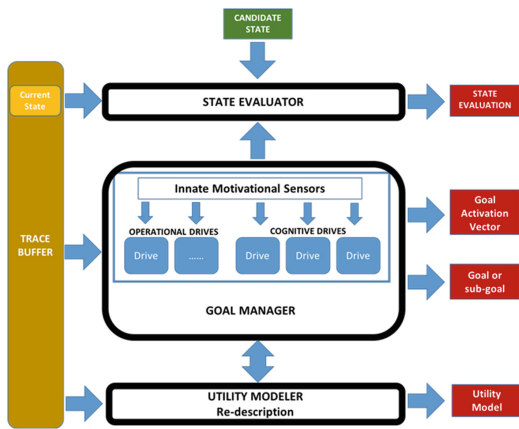 CANDIDATE
STATE
Current
State
STATE EVALUATOR
STATE
EVALUATION
Innate Motivational Sensors
OPERATIONAL DRIVES
COGNITIVE DRIVES
Drive
......
Drive
Drive
Drive
Goal
Activation
Vector
TRACE
BUFFER
Goal or
sub-goal
GOAL MANAGER
UTILITY MODELER
Re-description
Utility
Model